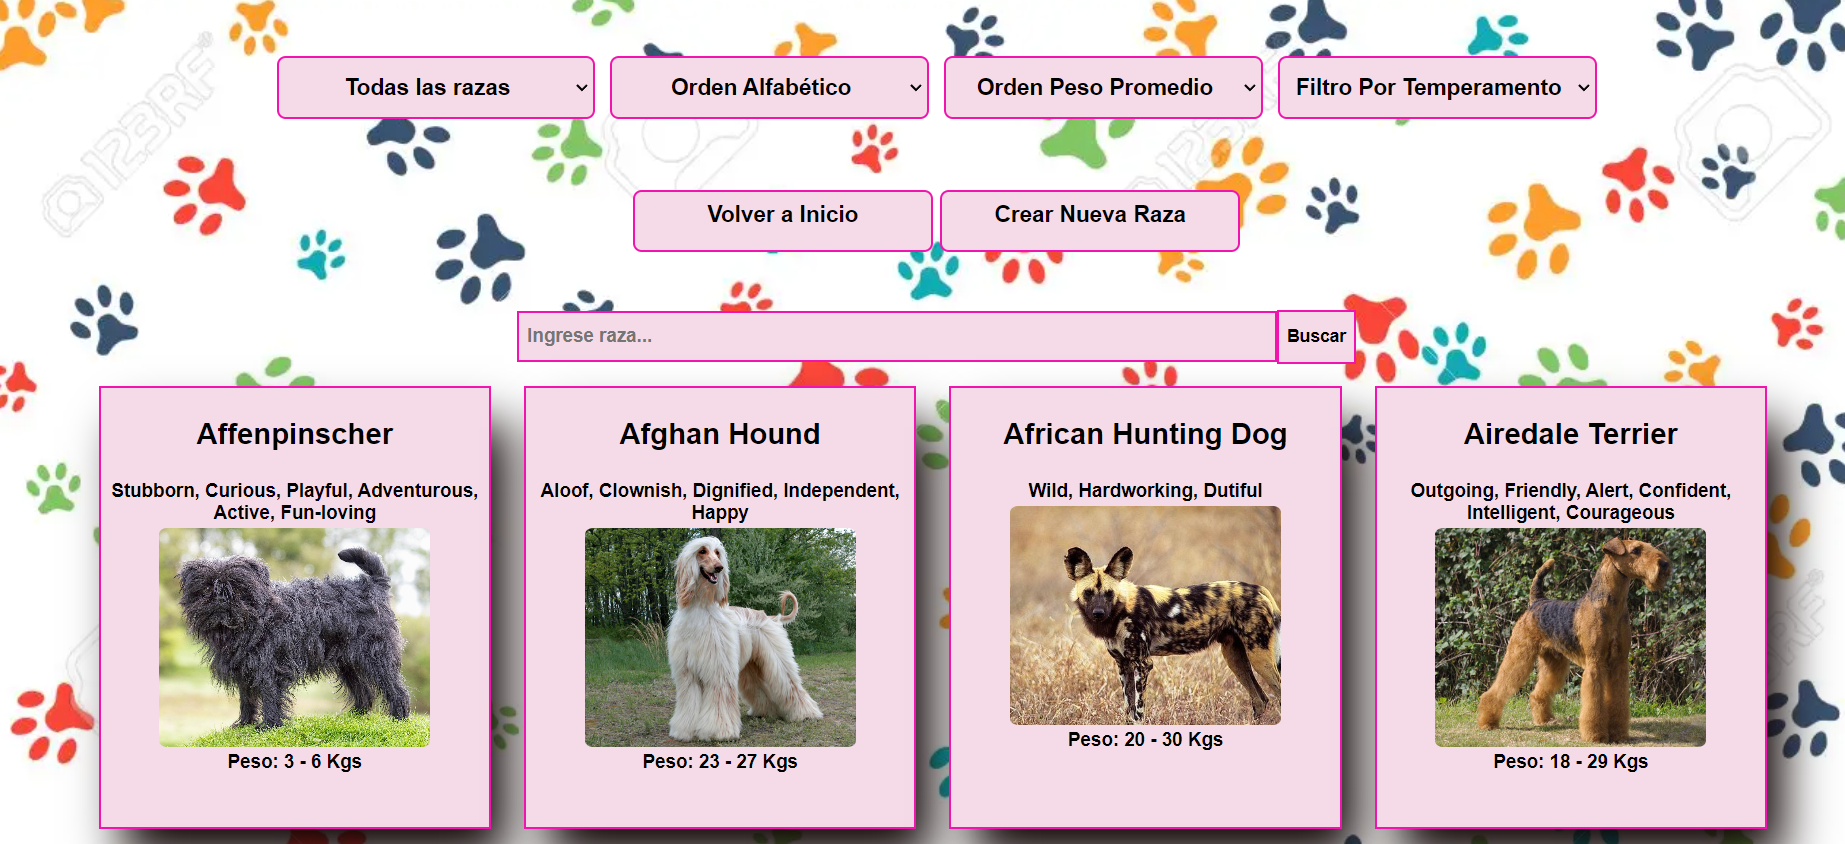 Todas las razas
Orden Alfabético
Orden Peso Promedio
Filtro Por Temperamento
Volver a Inicio
Crear Nueva Raza
Ingrese raza...
Buscar
Affenpinscher
Stubborn, Curious, Playful, Adventurous,
Active, Fun-loving
Peso: 3 - 6 Kgs
Afghan Hound
Aloof, Clownish, Dignified, Independent,
Happy
Peso: 23 - 27 Kgs
African Hunting Dog
Wild, Hardworking, Dutiful
Peso: 20 - 30 Kgs
Airedale Terrier
Outgoing, Friendly, Alert, Confident,
Intelligent, Courageous
Peso: 18 - 29 Kgs
123RF